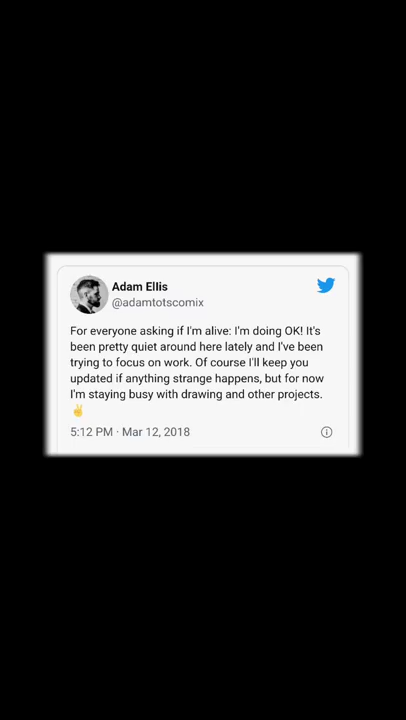 Adam Ellis
@adamtotscomix
For everyone asking if I'm alive: I'm doing OK! It's
been pretty quiet around here lately and I've been
trying to focus on work. Of course I'll keep you
updated if anything strange happens, but for now
I'm staying busy with drawing and other projects.
✌️
5:12 PM · Mar 12, 2018